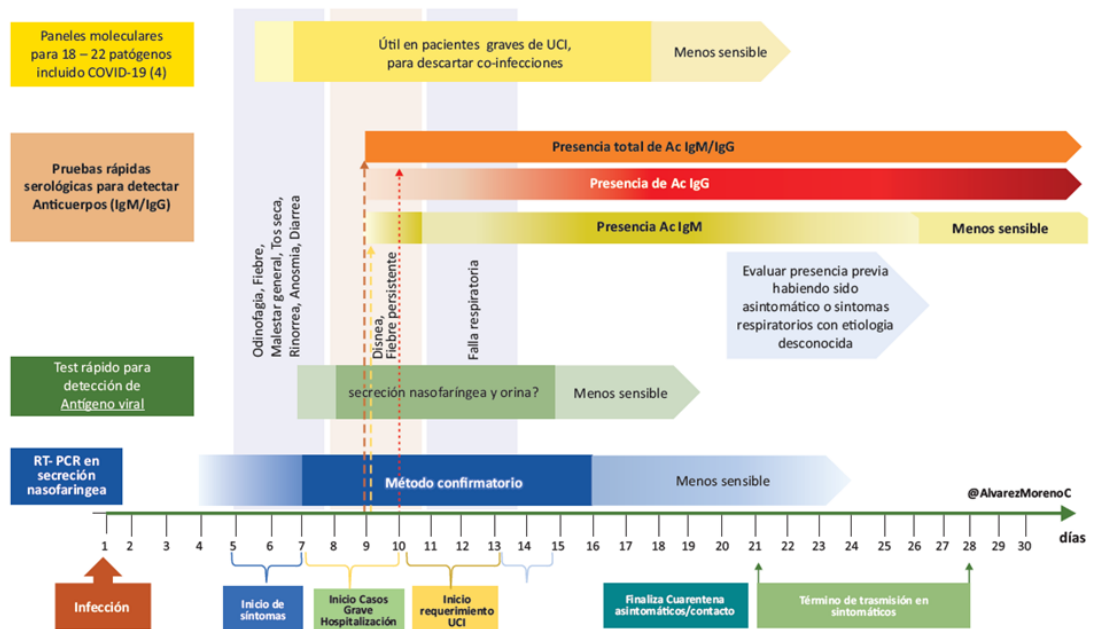 Paneles moleculares
para 18 – 22 patógenos
incluido COVID-19 (4)
Útil en pacientes graves de UCI,
para descartar co-infecciones
Menos sensible
Pruebas rápidas
serológicas para detectar
Anticuerpos (IgM/IgG)
Presencia total de Ac IgM/IgG
Presencia de Ac IgG
Presencia Ac IgM
Menos sensible
Odinofagia, Fiebre,
Malestar general, Tos seca,
Rinorrea, Anosmia, Diarrea
Disnea,
Fiebre persistente
Falla respiratoria
Evaluar presencia previa
habiendo sido
asintomático o sintomas
respiratorios con etiologia
desconocida
Test rápido para
detección de
Antígeno viral
secreción nasofaríngea y orina?
Menos sensible
RT- PCR en
secreción
nasofaringea
Método confirmatorio
Menos sensible
@AlvarezMorenoC
1 2 3 4 5 6 7 8 9 10 11 12 13 14 15 16 17 18 19 20 21 22 23 24 25 26 27 28 29 30 días
Infección
Inicio de
síntomas
Inicio Casos
Grave
Hospitalización
Inicio
requerimiento
UCI
Finaliza Cuarentena
asintomáticos/contacto
Término de trasmisión en
sintomáticos